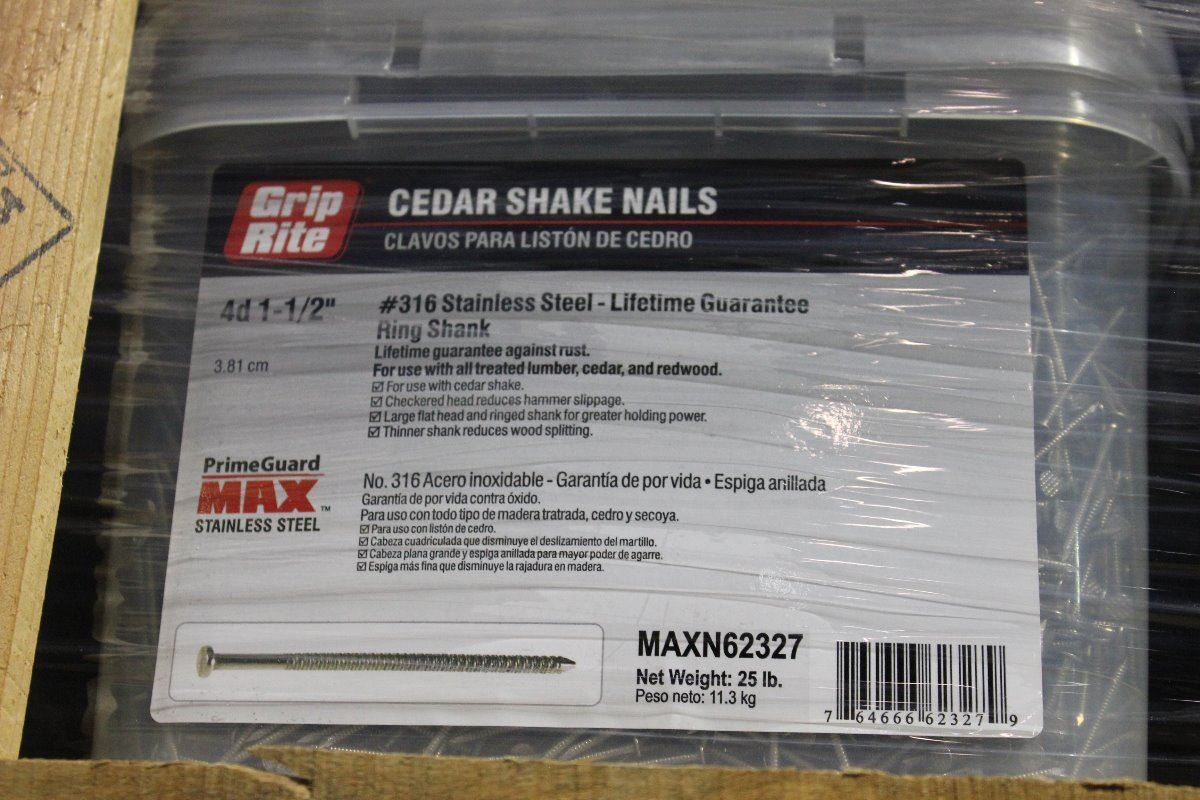 Grip
Rite
CEDAR SHAKE NAILS
CLAVOS PARA LISTÓN DE CEDRO
4d 1-1/2"
3.81 cm
#316 Stainless Steel - Lifetime Guarantee
Ring Shank
Lifetime guarantee against rust.
For use with all treated lumber, cedar, and redwood.
☑ For use with cedar shake.
☑ Checkered head reduces hammer slippage.
☑ Large flat head and ringed shank for greater holding power.
☑ Thinner shank reduces wood splitting.
PrimeGuard
MAX™
STAINLESS STEEL
No. 316 Acero inoxidable - Garantía de por vida • Espiga anillada
Garantía de por vida contra óxido.
Para uso con todo tipo de madera tratrada, cedro y secoya.
☑ Para uso con listón de cedro.
☑ Cabeza cuadriculada que disminuye el deslizamiento del martillo.
☑ Cabeza plana grande y espiga anillada para mayor poder de agarre.
☑ Espiga más fina que disminuye la rajadura en madera.
MAXN62327
Net Weight: 25 lb.
Peso neto: 11.3 kg
7 64666 62327 9